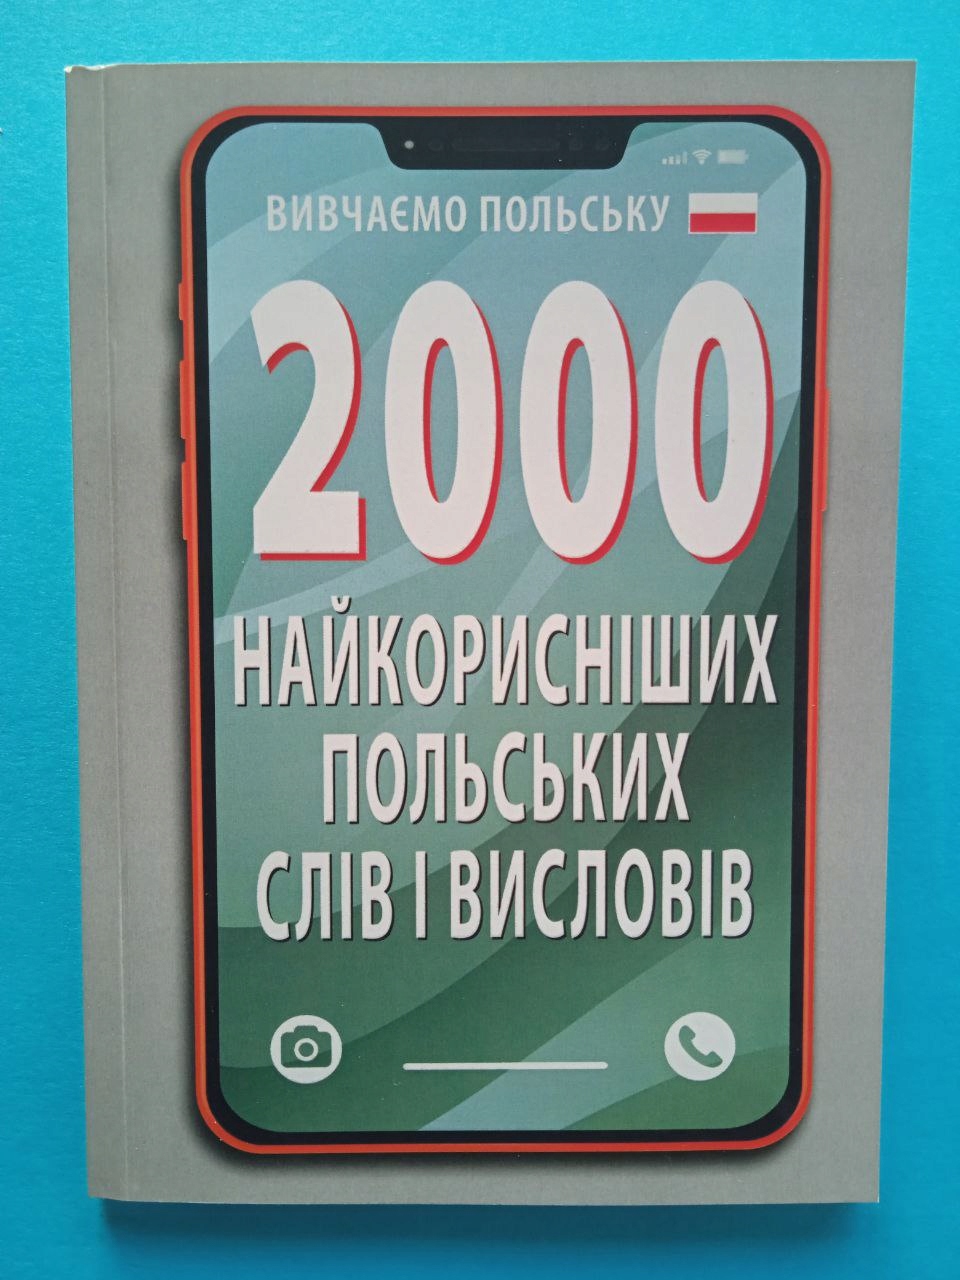 ВИВЧАЄМО ПОЛЬСЬКУ
2000
НАЙКОРИСНІШИХ
ПОЛЬСЬКИХ
СЛІВ І ВИСЛОВІВ